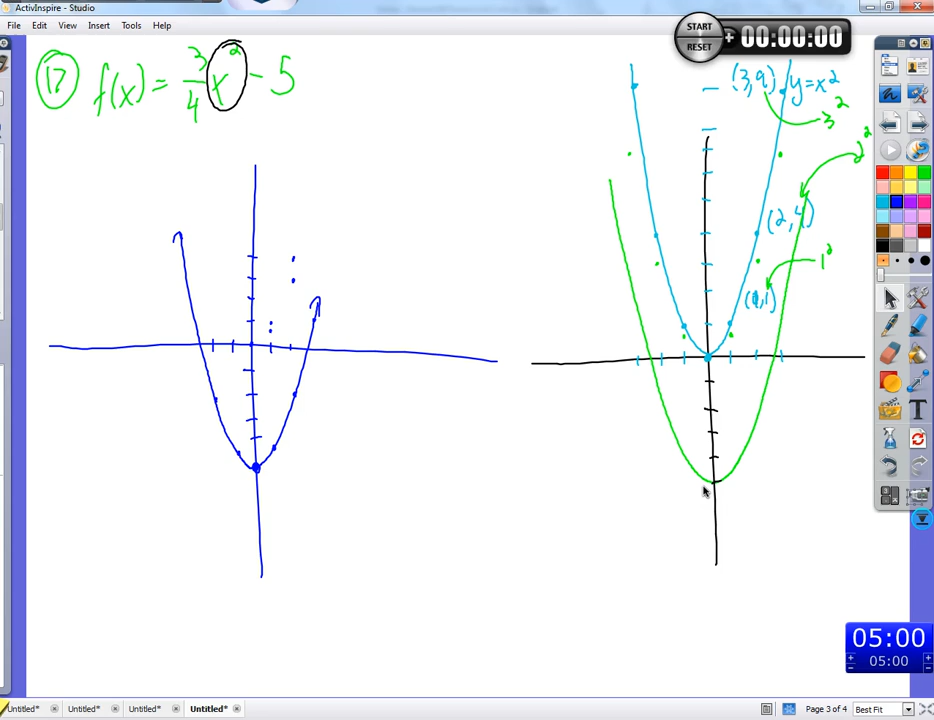 ActivInspire - Studio
File Edit View Insert Tools Help
START
RESET
00:00:00
17 f(x) = 3/4 x² - 5
(3,9) y=x²
3²
2²
(2,4)
1²
(1,1)
05:00
05:00
Untitled* Untitled* Untitled* Untitled*
Page 3 of 4 Best Fit